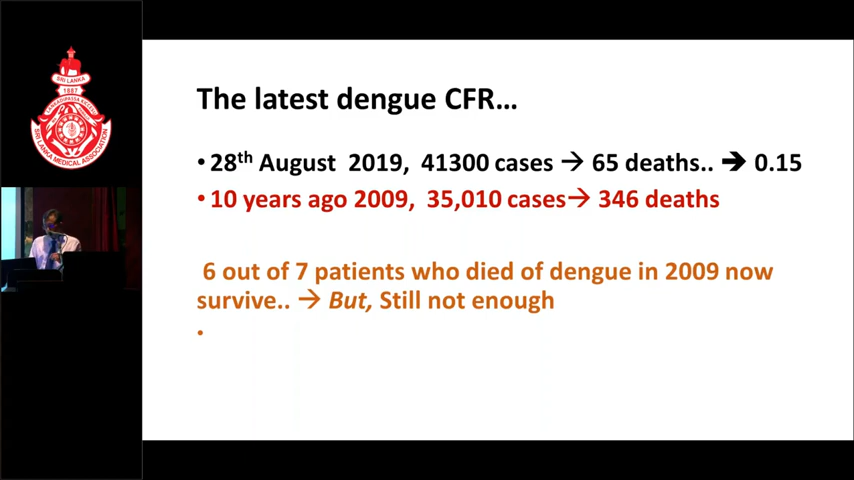 SRI LANKA
1887
SRI LANKA MEDICAL ASSOCIATION
The latest dengue CFR...
• 28th August 2019, 41300 cases → 65 deaths.. ➔ 0.15
• 10 years ago 2009, 35,010 cases→ 346 deaths
6 out of 7 patients who died of dengue in 2009 now
survive.. → But, Still not enough
•